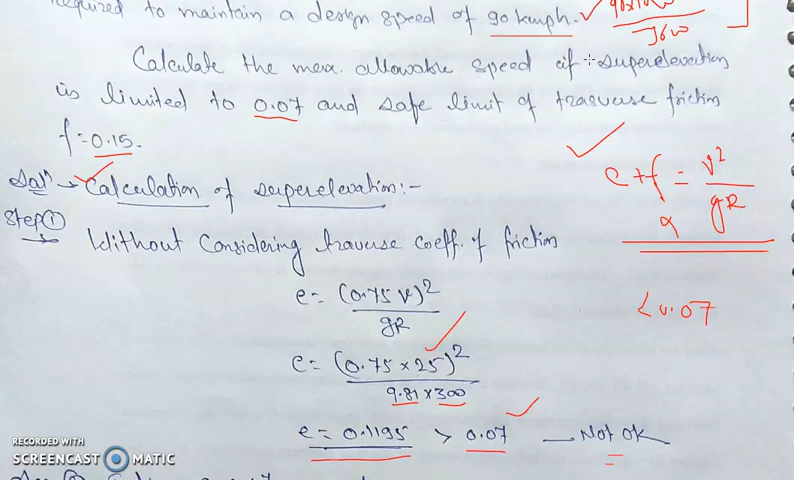 required to maintain a design speed of 90 kmph.
Calculate the max. allowable speed if superelevation
is limited to 0.07 and safe limit of trasverse friction
f = 0.15.
Solⁿ → Calculation of superelevation:-
e + f = v²/gR
Step ① → Without Considering traverse coeff. of friction
e = (0.75 v)²/gR
< 0.07
e = (0.75 × 25)²/9.81 × 300
e = 0.1195 > 0.07 — Not OK
RECORDED WITH
SCREENCAST MATIC